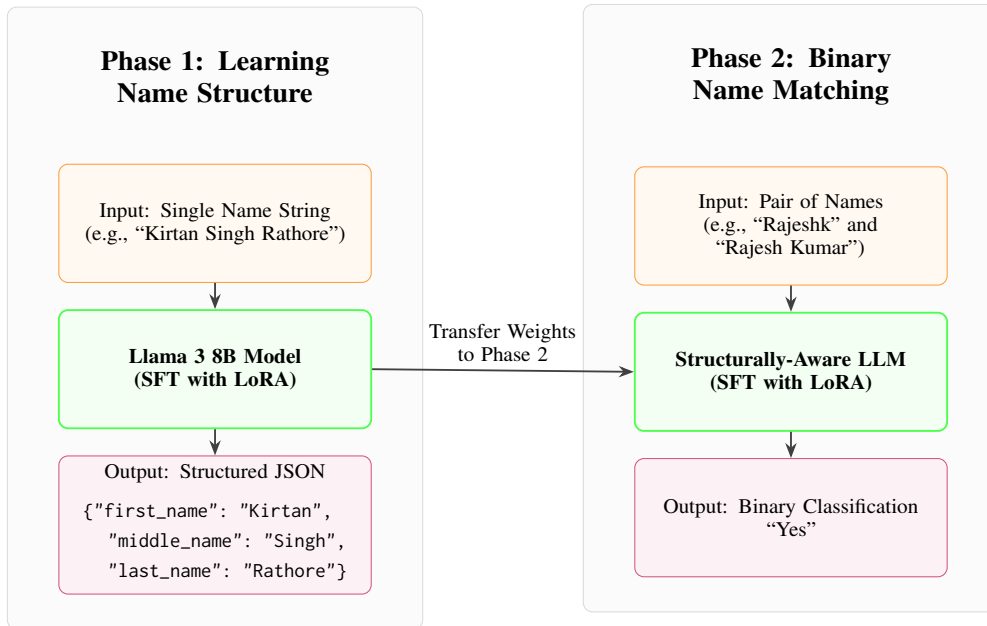 Phase 1: Learning
Name Structure
Input: Single Name String
(e.g., “Kirtan Singh Rathore”)
Llama 3 8B Model
(SFT with LoRA)
Output: Structured JSON
{"first_name": "Kirtan",
"middle_name": "Singh",
"last_name": "Rathore"}
Transfer Weights
to Phase 2
Phase 2: Binary
Name Matching
Input: Pair of Names
(e.g., “Rajeshk” and
“Rajesh Kumar”)
Structurally-Aware LLM
(SFT with LoRA)
Output: Binary Classification
“Yes”